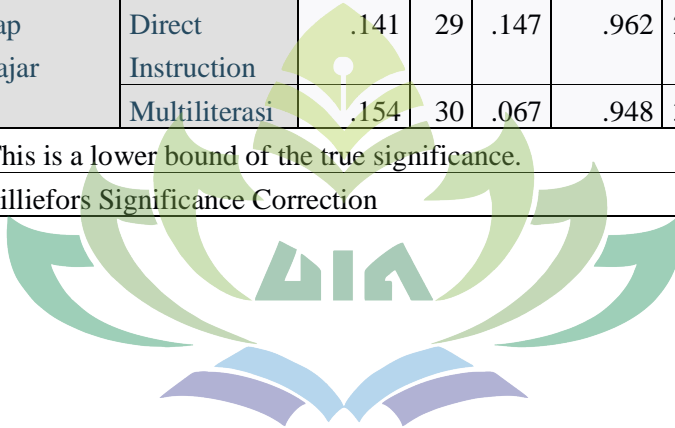 ap Direct .141 29 .147 .962
ajar Instruction
Multiliterasi .154 30 .067 .948
This is a lower bound of the true significance.
illiefors Significance Correction
UIN